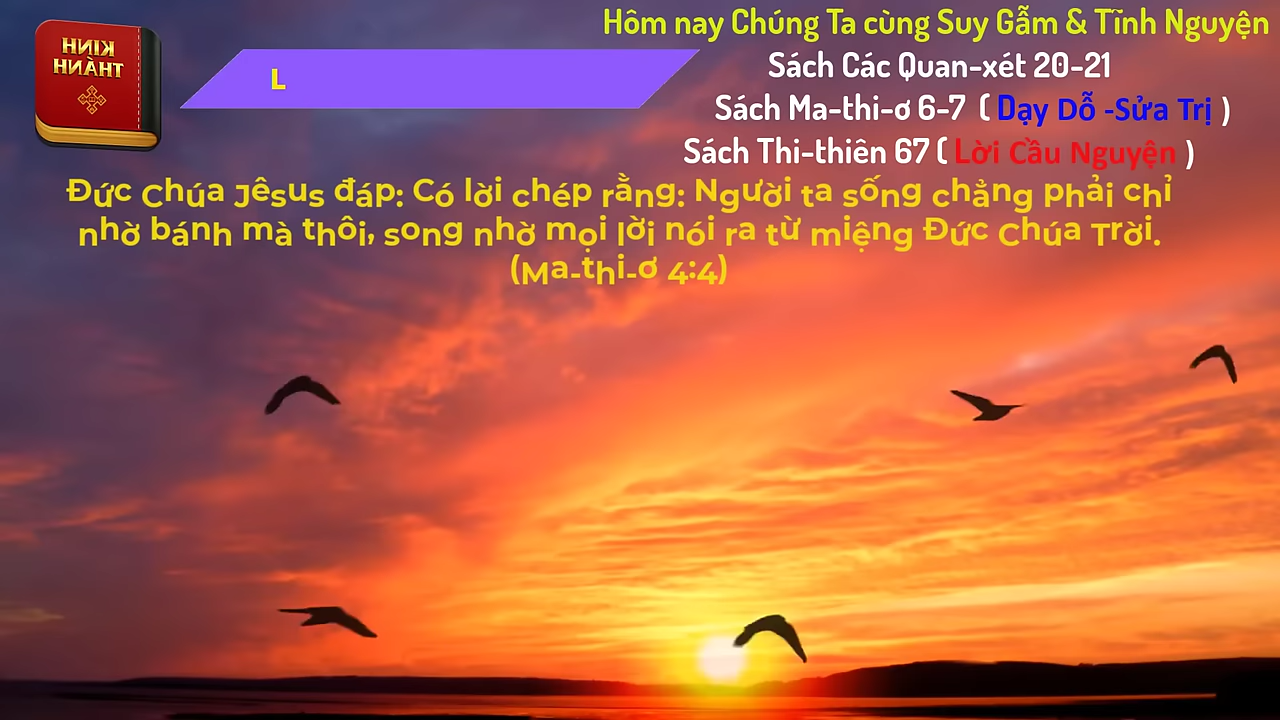 KINH
THÀNH
L
Hôm nay Chúng Ta cùng Suy Gẫm & Tĩnh Nguyện
Sách Các Quan-xét 20-21
Sách Ma-thi-ơ 6-7 ( Dạy Dỗ -Sửa Trị )
Sách Thi-thiên 67 ( Lời Cầu Nguyện )
Đức Chúa Jêsus đáp: Có lời chép rằng: Người ta sống chẳng phải chỉ
nhờ bánh mà thôi, song nhờ mọi lời nói ra từ miệng Đức Chúa Trời.
(Ma-thi-ơ 4:4)